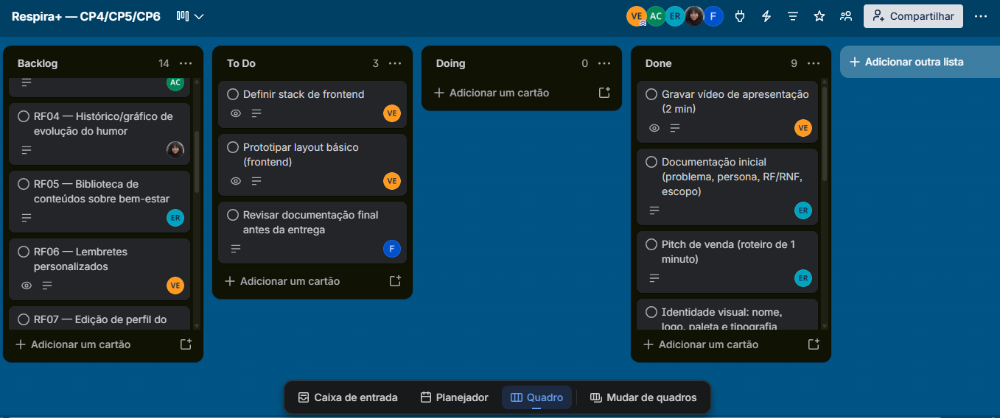 Respira+ — CP4/CP5/CP6
VE
AC
ER
F
Compartilhar
Backlog
14
AC
RF04 — Histórico/gráfico de
evolução do humor
RF05 — Biblioteca de
conteúdos sobre bem-estar
ER
RF06 — Lembretes
personalizados
VE
RF07 — Edição de perfil do
Adicionar um cartão
To Do
3
Definir stack de frontend
VE
Prototipar layout básico
(frontend)
VE
Revisar documentação final
antes da entrega
F
Adicionar um cartão
Doing
0
Adicionar um cartão
Done
9
Gravar vídeo de apresentação
(2 min)
VE
Documentação inicial
(problema, persona, RF/RNF,
escopo)
ER
Pitch de venda (roteiro de 1
minuto)
ER
Identidade visual: nome,
logo, paleta e tipografia
Adicionar um cartão
Adicionar outra lista
Caixa de entrada
Planejador
Quadro
Mudar de quadros